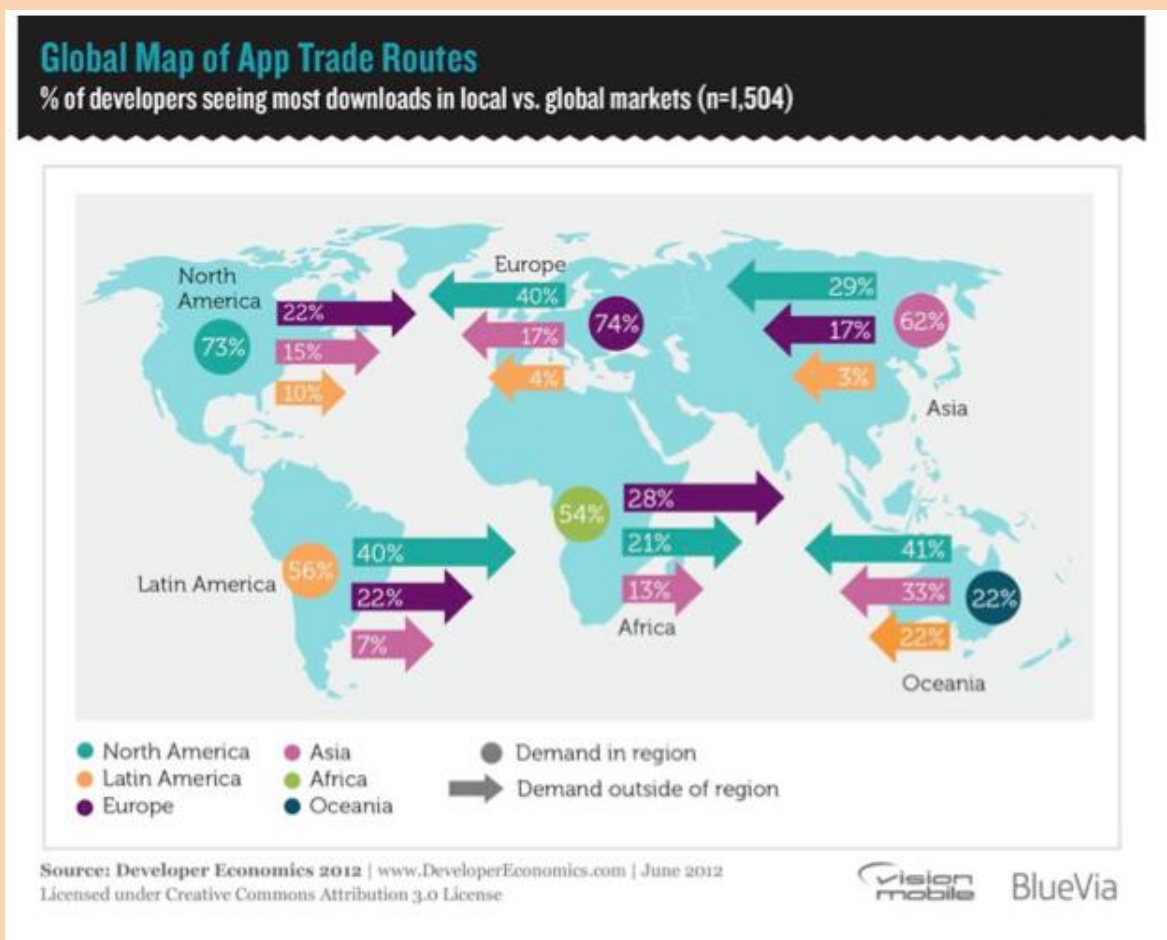 Global Map of App Trade Routes
% of developers seeing most downloads in local vs. global markets (n=1,504)
North
America
73%
22%
15%
10%
Europe
40%
17%
4%
74%
29%
17%
3%
62%
Asia
Latin America
56%
40%
22%
7%
54%
28%
21%
13%
Africa
41%
33%
22%
22%
Oceania
North America
Latin America
Europe
Asia
Africa
Oceania
Demand in region
Demand outside of region
Source: Developer Economics 2012 | www.DeveloperEconomics.com | June 2012
Licensed under Creative Commons Attribution 3.0 License
vision
mobile
BlueVia